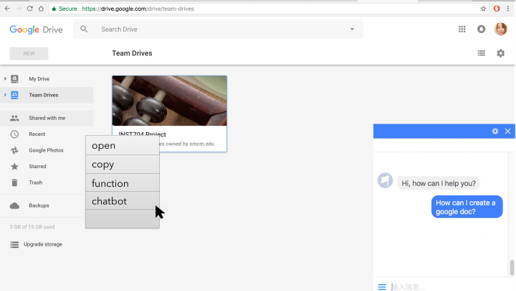 Secure https://drive.google.com/drive/team-drives
Google Drive
Search Drive
NEW
Team Drives
My Drive
Team Drives
Shared with me
Recent
Google Photos
Starred
Trash
Backups
3 GB of 15 GB used
Upgrade storage
INST704 Project
es owned by smcm.edu
open
copy
function
chatbot
Hi, how can I help you?
How can I create a
google doc?
输入消息...